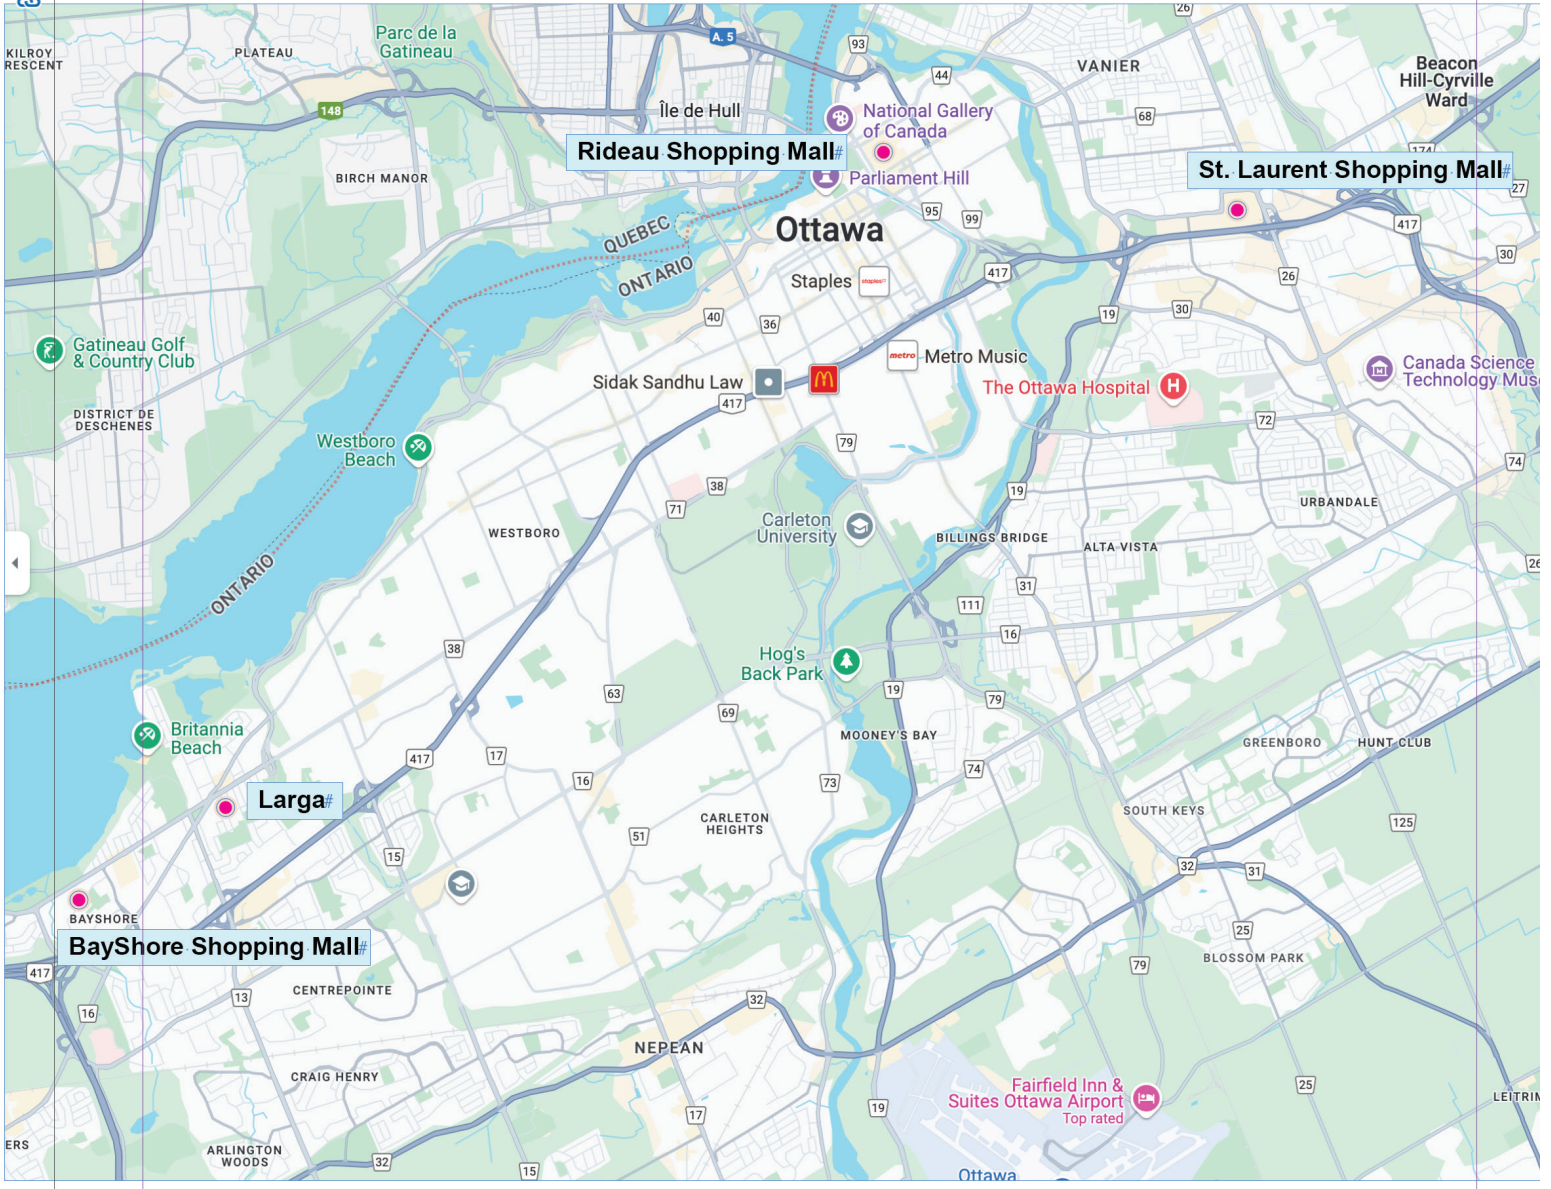 KILROY
RESCENT
PLATEAU
Parc de la
Gatineau
A. 5
93
26
44
VANIER
Beacon
Hill-Cyrville
Ward
148
Île de Hull
National Gallery
of Canada
68
174
Rideau Shopping Mall#
St. Laurent Shopping Mall#
BIRCH MANOR
Parliament Hill
27
95
99
QUEBEC
Ottawa
417
ONTARIO
30
Staples
staples
417
26
40
36
19
30
Gatineau Golf
& Country Club
metro
Metro Music
Canada Science
Technology Mus
Sidak Sandhu Law
The Ottawa Hospital
H
417
DISTRICT DE
DESCHENES
72
Westboro
Beach
79
74
38
19
71
URBANDALE
Carleton
University
WESTBORO
BILLINGS BRIDGE
ALTA VISTA
26
ONTARIO
31
111
16
38
Hog's
Back Park
63
19
79
69
Britannia
Beach
MOONEY'S BAY
GREENBORO
HUNT CLUB
417
17
16
74
73
Larga#
SOUTH KEYS
CARLETON
HEIGHTS
125
51
15
32
31
BAYSHORE
25
BayShore Shopping Mall#
BLOSSOM PARK
79
417
CENTREPOINTE
13
32
16
NEPEAN
CRAIG HENRY
Fairfield Inn &
Suites Ottawa Airport
Top rated
25
LEITRIM
19
17
ERS
ARLINGTON
WOODS
32
15
Ottawa